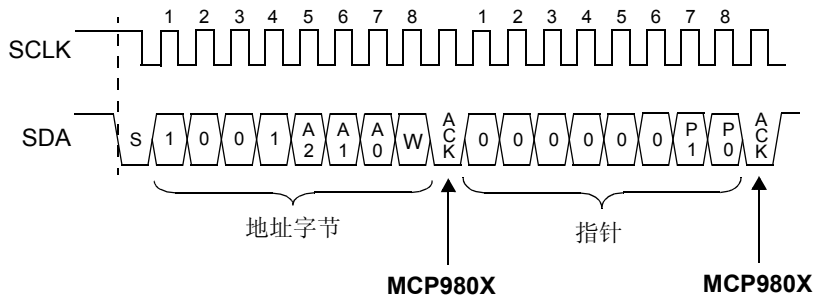 1 2 3 4 5 6 7 8 1 2 3 4 5 6 7 8
SCLK
SDA S 1 0 0 1 A2 A1 A0 W ACK 0 0 0 0 0 0 P1 P0 ACK
地址字节 指针
MCP980X MCP980X